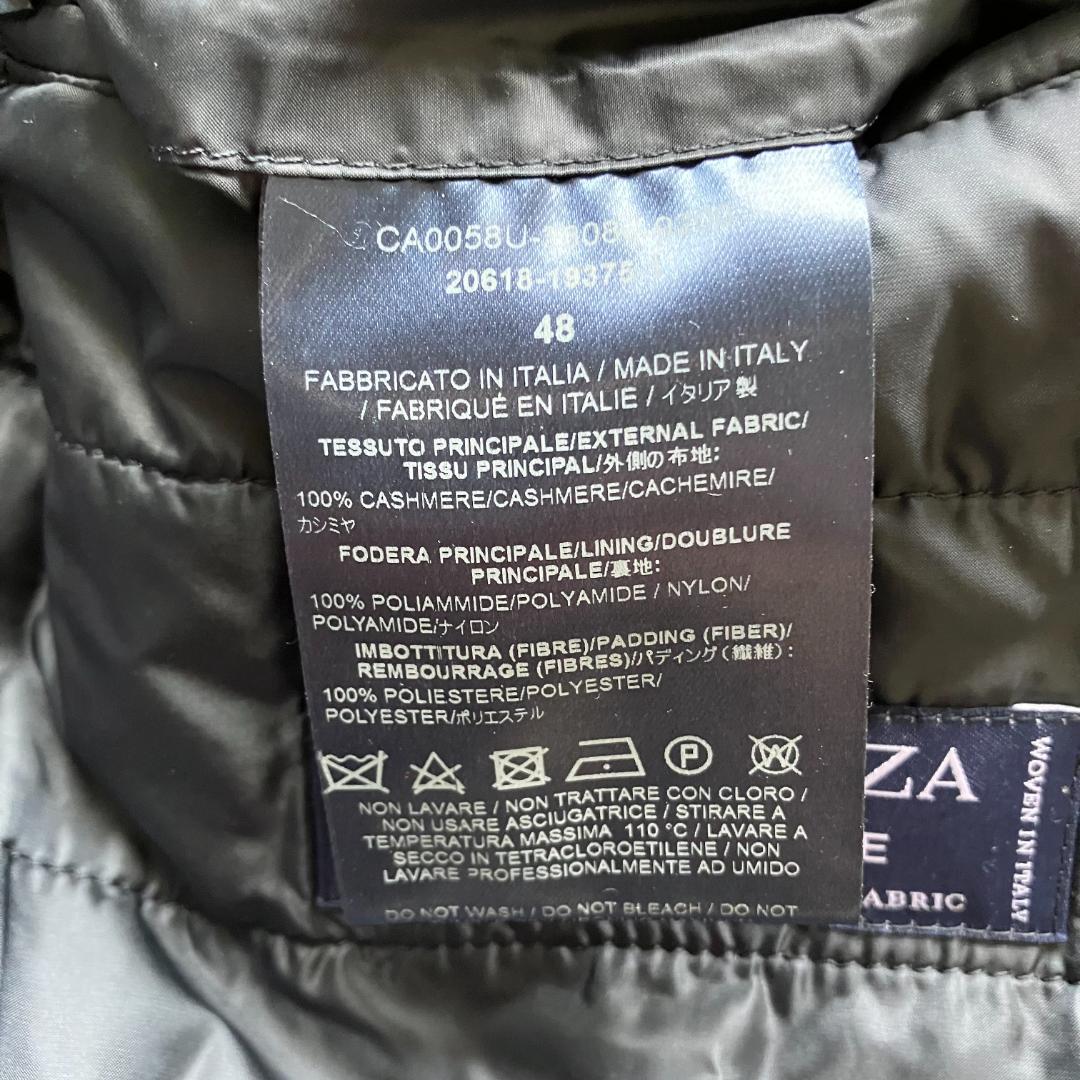 CA0058U-
20618-19375
48
FABBRICATO IN ITALIA / MADE IN ITALY
/ FABRIQUÉ EN ITALIE / イタリア製
TESSUTO PRINCIPALE/EXTERNAL FABRIC/
TISSU PRINCIPAL/外側の布地:
100% CASHMERE/CASHMERE/CACHEMIRE/
カシミヤ
FODERA PRINCIPALE/LINING/DOUBLURE
PRINCIPALE/裏地:
100% POLIAMMIDE/POLYAMIDE / NYLON/
POLYAMIDE/ナイロン
IMBOTTITURA (FIBRE)/PADDING (FIBER)/
REMBOURRAGE (FIBRES)/パディング(繊維):
100% POLIESTERE/POLYESTER/
POLYESTER/ポリエステル
P W
NON LAVARE / NON TRATTARE CON CLORO /
NON USARE ASCIUGATRICE / STIRARE A
TEMPERATURA MASSIMA 110 °C / LAVARE A
SECCO IN TETRACLOROETILENE / NON
LAVARE PROFESSIONALMENTE AD UMIDO
DO NOT WASH / DO NOT BLEACH / DO NOT
ZA
E
FABRIC
WOVEN IN ITALY